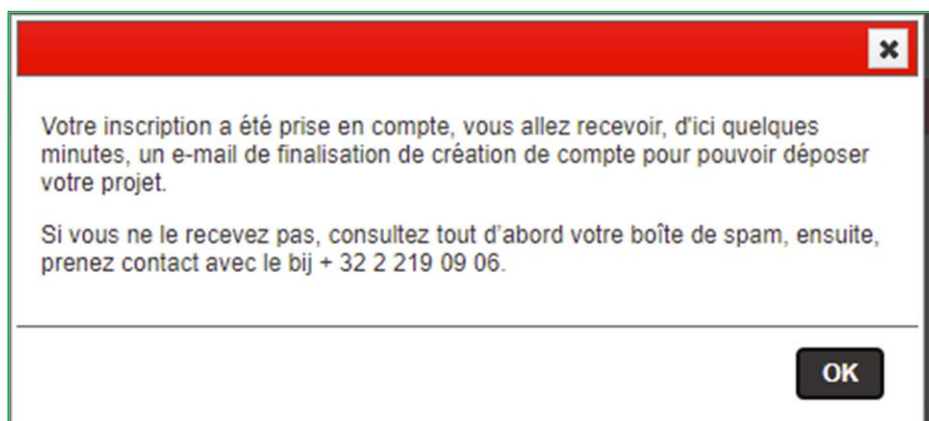 Votre inscription a été prise en compte, vous allez recevoir, d'ici quelques
minutes, un e-mail de finalisation de création de compte pour pouvoir déposer
votre projet.
Si vous ne le recevez pas, consultez tout d’abord votre boîte de spam, ensuite,
prenez contact avec le bij + 32 2 219 09 06.
OK